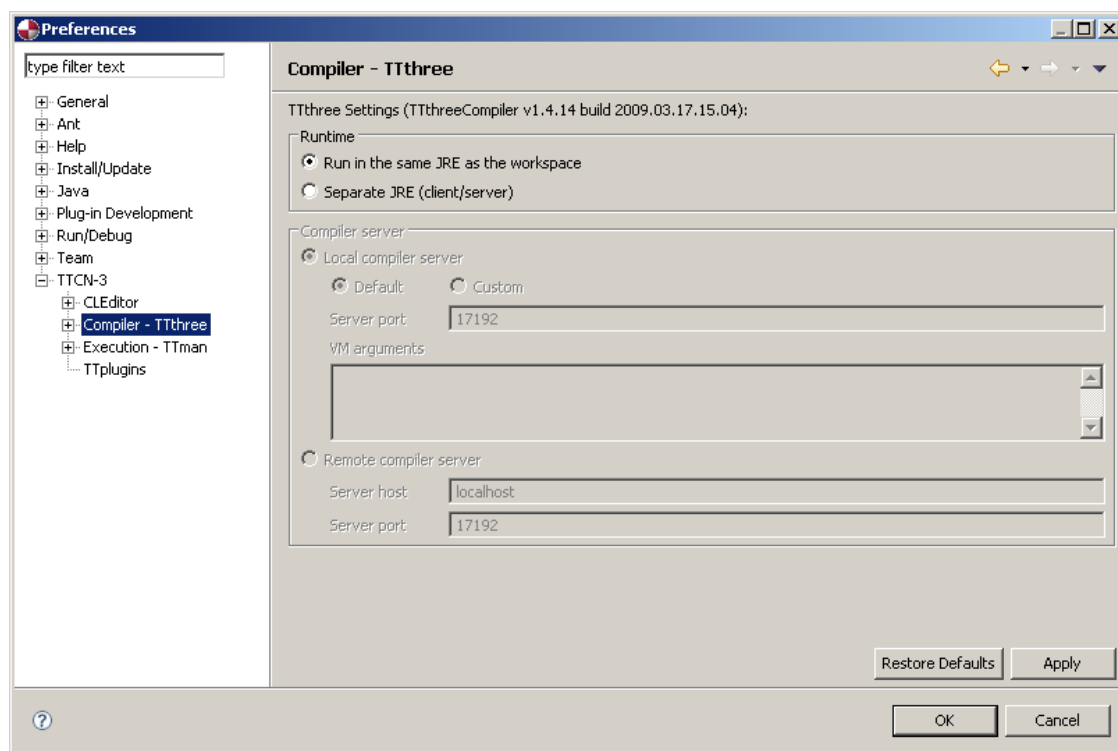 Preferences
type filter text
General
Ant
Help
Install/Update
Java
Plug-in Development
Run/Debug
Team
TTCN-3
CLEditor
Compiler - TTthree
Execution - TTman
TTplugins
Compiler - TTthree
TTthree Settings (TTthreeCompiler v1.4.14 build 2009.03.17.15.04):
Runtime
Run in the same JRE as the workspace
Separate JRE (client/server)
Compiler server
Local compiler server
Default Custom
Server port 17192
VM arguments
Remote compiler server
Server host localhost
Server port 17192
Restore Defaults Apply
? OK Cancel